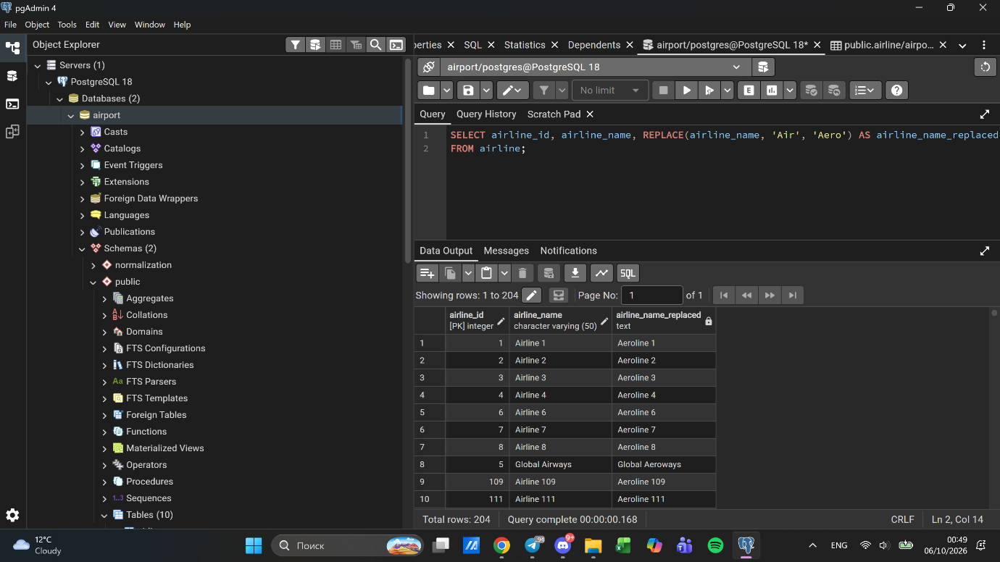 pgAdmin 4
File Object Tools Edit View Window Help
Object Explorer
Servers (1)
PostgreSQL 18
Databases (2)
airport
Casts
Catalogs
Event Triggers
Extensions
Foreign Data Wrappers
Languages
Publications
Schemas (2)
normalization
public
Aggregates
Collations
Domains
FTS Configurations
FTS Dictionaries
Aa FTS Parsers
FTS Templates
Foreign Tables
Functions
Materialized Views
Operators
Procedures
1..3 Sequences
Tables (10)
perties SQL Statistics Dependents airport/postgres@PostgreSQL 18* public.airline/airpo...
airport/postgres@PostgreSQL 18
No limit E
Query Query History Scratch Pad
1 SELECT airline_id, airline_name, REPLACE(airline_name, 'Air', 'Aero') AS airline_name_replaced
2 FROM airline;
Data Output Messages Notifications
SQL
Showing rows: 1 to 204 Page No: 1 of 1
airline_id airline_name airline_name_replaced
[PK] integer character varying (50) text
1 1 Airline 1 Aeroline 1
2 2 Airline 2 Aeroline 2
3 3 Airline 3 Aeroline 3
4 4 Airline 4 Aeroline 4
5 6 Airline 6 Aeroline 6
6 7 Airline 7 Aeroline 7
7 8 Airline 8 Aeroline 8
8 5 Global Airways Global Aeroways
9 109 Airline 109 Aeroline 109
10 111 Airline 111 Aeroline 111
Total rows: 204 Query complete 00:00:00.168 CRLF Ln 2, Col 14
12°C
Cloudy
Поиск
94
9+
ENG
00:49
06/10/2026